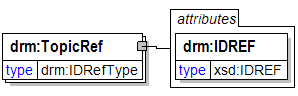 attributes
drm:TopicRef
type drm:IDRefType
drm:IDREF
type xsd:IDREF